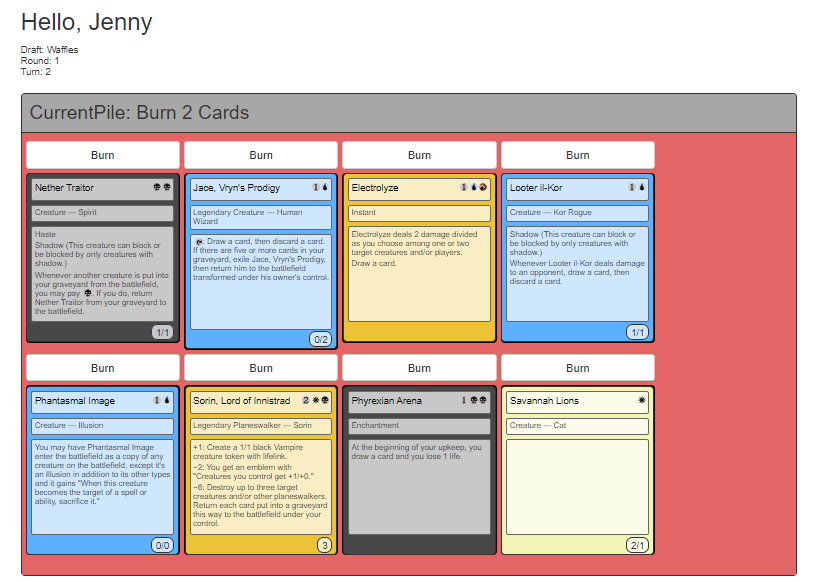 Hello, Jenny
Draft: Waffles
Round: 1
Turn: 2
CurrentPile: Burn 2 Cards
Burn
Nether Traitor
Creature — Spirit
Haste
Shadow (This creature can block or
be blocked by only creatures with
shadow.)
Whenever another creature is put into
your graveyard from the battlefield,
you may pay . If you do, return
Nether Traitor from your graveyard to
the battlefield.
1/1
Burn
Jace, Vryn's Prodigy 1
Legendary Creature — Human
Wizard
: Draw a card, then discard a card.
If there are five or more cards in your
graveyard, exile Jace, Vryn's Prodigy,
then return him to the battlefield
transformed under his owner's control.
0/2
Burn
Electrolyze 1
Instant
Electrolyze deals 2 damage divided
as you choose among one or two
target creatures and/or players.
Draw a card.
Burn
Looter il-Kor 1
Creature — Kor Rogue
Shadow (This creature can block or
be blocked by only creatures with
shadow.)
Whenever Looter il-Kor deals damage
to an opponent, draw a card, then
discard a card.
1/1
Burn
Phantasmal Image 1
Creature — Illusion
You may have Phantasmal Image
enter the battlefield as a copy of any
creature on the battlefield, except it's
an Illusion in addition to its other types
and it gains "When this creature
becomes the target of a spell or
ability, sacrifice it."
0/0
Burn
Sorin, Lord of Innistrad 2
Legendary Planeswalker — Sorin
+1: Create a 1/1 black Vampire
creature token with lifelink.
−2: You get an emblem with
"Creatures you control get +1/+0."
−6: Destroy up to three target
creatures and/or other planeswalkers.
Return each card put into a graveyard
this way to the battlefield under your
control.
3
Burn
Phyrexian Arena 1
Enchantment
At the beginning of your upkeep, you
draw a card and you lose 1 life.
Burn
Savannah Lions
Creature — Cat
2/1